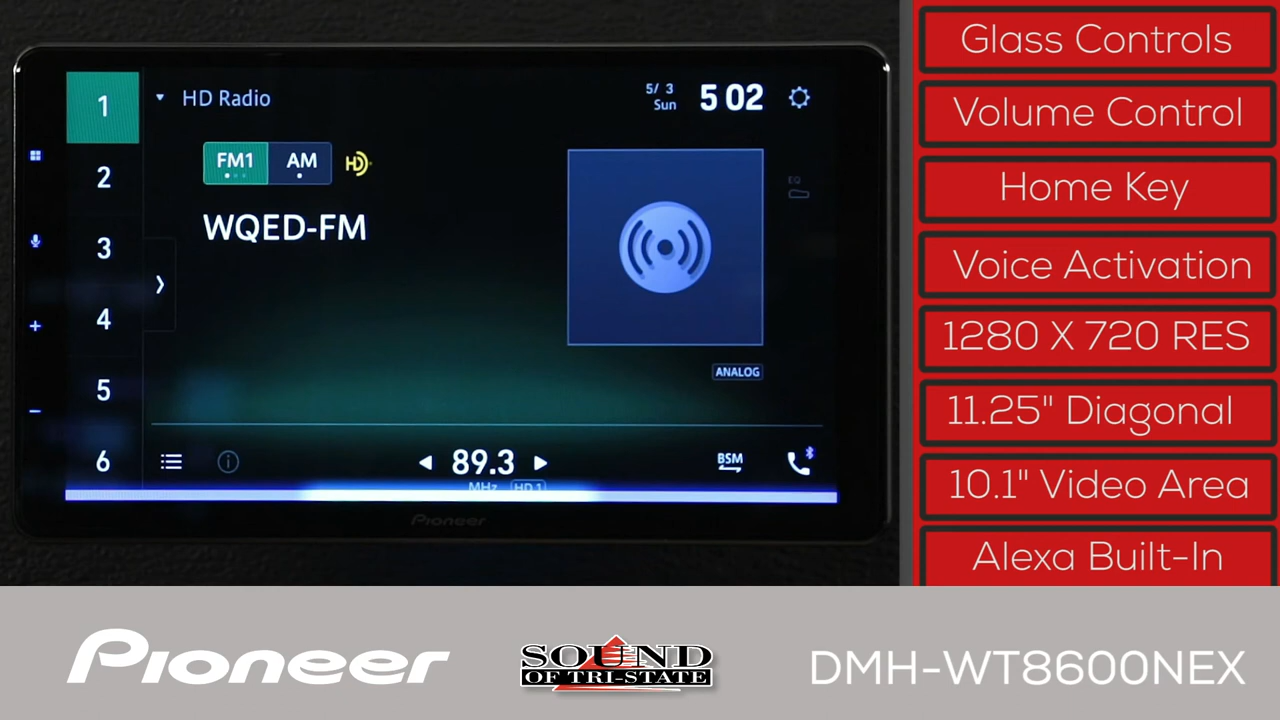 1
2
3
4
5
6
HD Radio
5/ 3
Sun
5 02
FM1
AM
HD
WQED-FM
EQ
ANALOG
89.3
MHz
HD 1
BSM
Pioneer
Glass Controls
Volume Control
Home Key
Voice Activation
1280 X 720 RES
11.25" Diagonal
10.1" Video Area
Alexa Built-In
Pioneer
SOUND
OF TRI-STATE
DMH-WT8600NEX